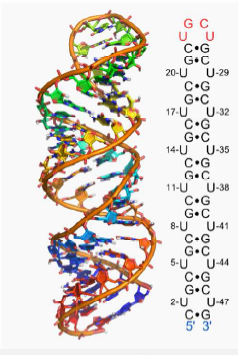 G C
U U
C•G
G•C
20-U U-29
C•G
G•C
17-U U-32
C•G
G•C
14-U U-35
C•G
G•C
11-U U-38
C•G
G•C
8-U U-41
C•G
G•C
5-U U-44
C•G
G•C
2-U U-47
C•G
5' 3'